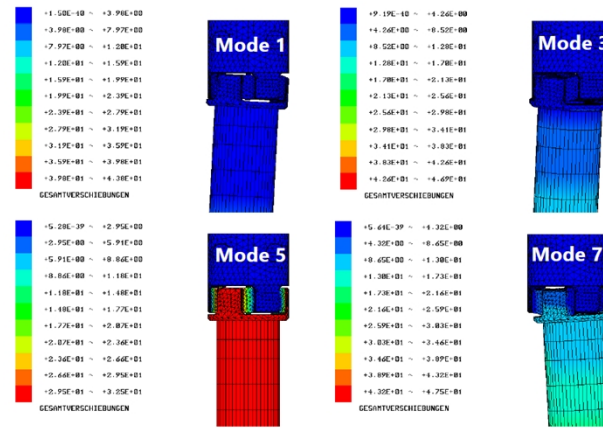 +1.50E-40 ~ +3.98E+00
+3.98E+00 ~ +7.97E+00
+7.97E+00 ~ +1.20E+01
+1.20E+01 ~ +1.59E+01
+1.59E+01 ~ +1.99E+01
+1.99E+01 ~ +2.39E+01
+2.39E+01 ~ +2.79E+01
+2.79E+01 ~ +3.19E+01
+3.19E+01 ~ +3.59E+01
+3.59E+01 ~ +3.98E+01
+3.98E+01 ~ +4.38E+01
GESAMTVERSCHIEBUNGEN
Mode 1
+9.19E-40 ~ +4.26E+00
+4.26E+00 ~ +8.52E+00
+8.52E+00 ~ +1.28E+01
+1.28E+01 ~ +1.70E+01
+1.70E+01 ~ +2.13E+01
+2.13E+01 ~ +2.56E+01
+2.56E+01 ~ +2.98E+01
+2.98E+01 ~ +3.41E+01
+3.41E+01 ~ +3.83E+01
+3.83E+01 ~ +4.26E+01
+4.26E+01 ~ +4.69E+01
GESAMTVERSCHIEBUNGEN
Mode 3
+5.28E-39 ~ +2.95E+00
+2.95E+00 ~ +5.91E+00
+5.91E+00 ~ +8.86E+00
+8.86E+00 ~ +1.18E+01
+1.18E+01 ~ +1.48E+01
+1.48E+01 ~ +1.77E+01
+1.77E+01 ~ +2.07E+01
+2.07E+01 ~ +2.36E+01
+2.36E+01 ~ +2.66E+01
+2.66E+01 ~ +2.95E+01
+2.95E+01 ~ +3.25E+01
GESAMTVERSCHIEBUNGEN
Mode 5
+5.64E-39 ~ +4.32E+00
+4.32E+00 ~ +8.65E+00
+8.65E+00 ~ +1.30E+01
+1.30E+01 ~ +1.73E+01
+1.73E+01 ~ +2.16E+01
+2.16E+01 ~ +2.59E+01
+2.59E+01 ~ +3.03E+01
+3.03E+01 ~ +3.46E+01
+3.46E+01 ~ +3.89E+01
+3.89E+01 ~ +4.32E+01
+4.32E+01 ~ +4.75E+01
GESAMTVERSCHIEBUNGEN
Mode 7